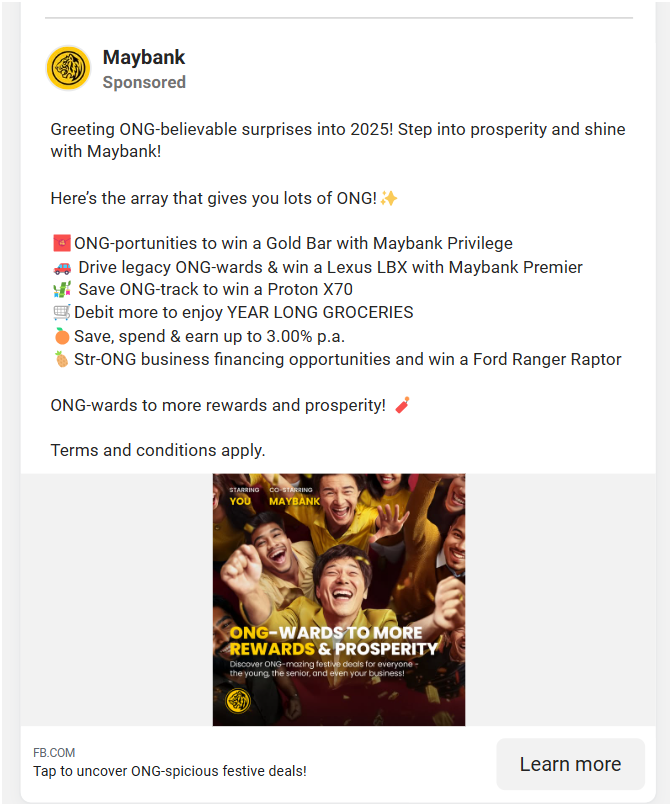 Maybank
Sponsored
Greeting ONG-believable surprises into 2025! Step into prosperity and shine
with Maybank!
Here’s the array that gives you lots of ONG!✨
🧧ONG-portunities to win a Gold Bar with Maybank Privilege
🚗 Drive legacy ONG-wards & win a Lexus LBX with Maybank Premier
🎋 Save ONG-track to win a Proton X70
🛒Debit more to enjoy YEAR LONG GROCERIES
🍊Save, spend & earn up to 3.00% p.a.
🍍Str-ONG business financing opportunities and win a Ford Ranger Raptor
ONG-wards to more rewards and prosperity! 🧨
Terms and conditions apply.
STARRING CO-STARRING
YOU MAYBANK
ONG-WARDS TO MORE
REWARDS & PROSPERITY
Discover ONG-mazing festive deals for everyone -
the young, the senior, and even your business!
FB.COM
Tap to uncover ONG-spicious festive deals!
Learn more